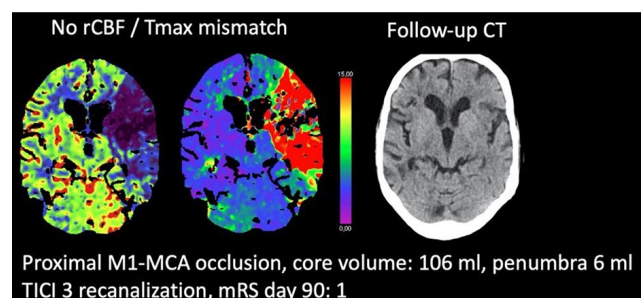 No rCBF / Tmax mismatch
Follow-up CT
15,00
0,00
Proximal M1-MCA occlusion, core volume: 106 ml, penumbra 6 ml
TICI 3 recanalization, mRS day 90: 1